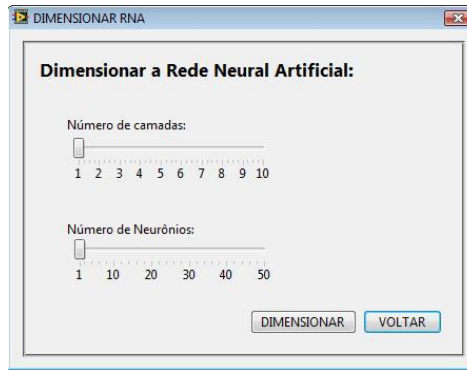 DIMENSIONAR RNA
Dimensionar a Rede Neural Artificial:
Número de camadas:
1 2 3 4 5 6 7 8 9 10
Número de Neurônios:
1 10 20 30 40 50
DIMENSIONAR VOLTAR